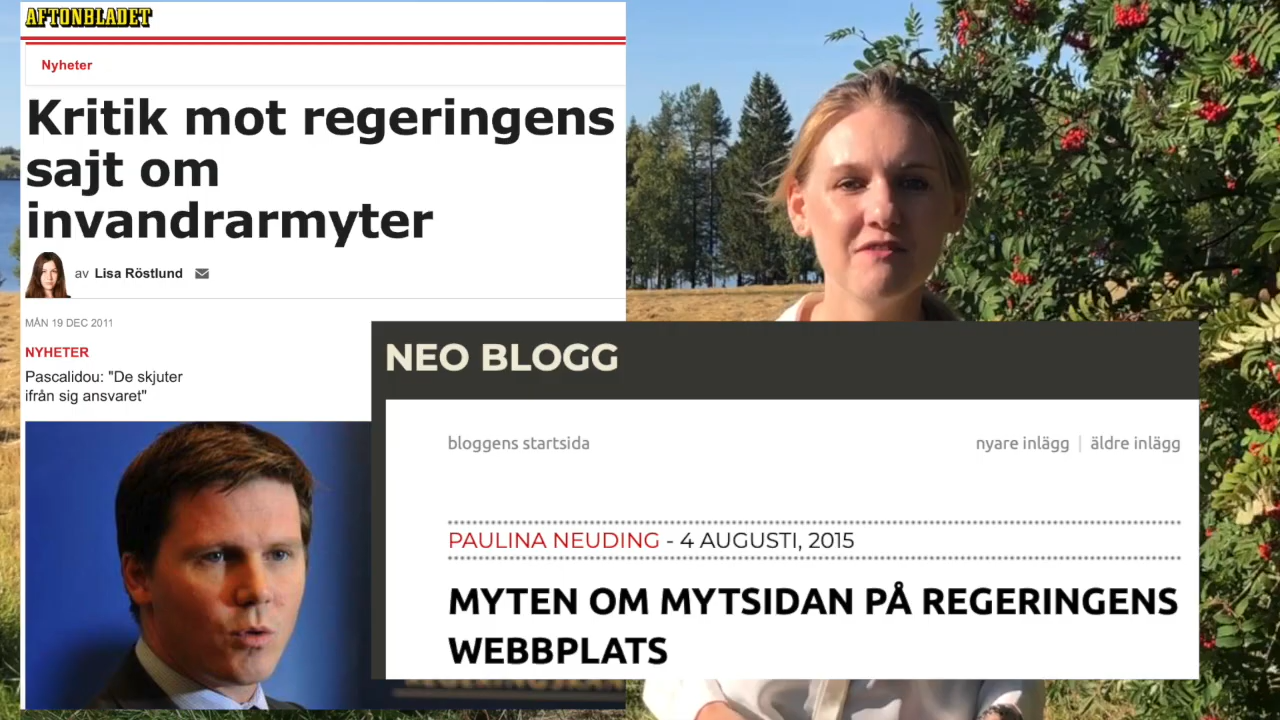 AFTONBLADET
Nyheter
Kritik mot regeringens
sajt om
invandrarmyter
av Lisa Röstlund
MÅN 19 DEC 2011
NYHETER
Pascalidou: "De skjuter
ifrån sig ansvaret"
NEO BLOGG
bloggens startsida
nyare inlägg | äldre inlägg
PAULINA NEUDING - 4 AUGUSTI, 2015
MYTEN OM MYTSIDAN PÅ REGERINGENS
WEBBPLATS